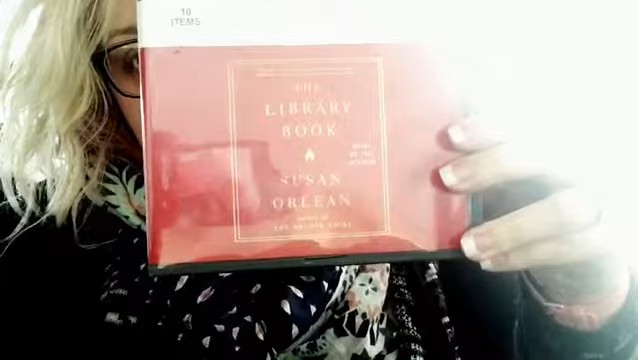 10
ITEMS
THE
LIBRARY
BOOK
READ
BY THE
AUTHOR
SUSAN
ORLEAN
AUTHOR OF
THE ORCHID THIEF